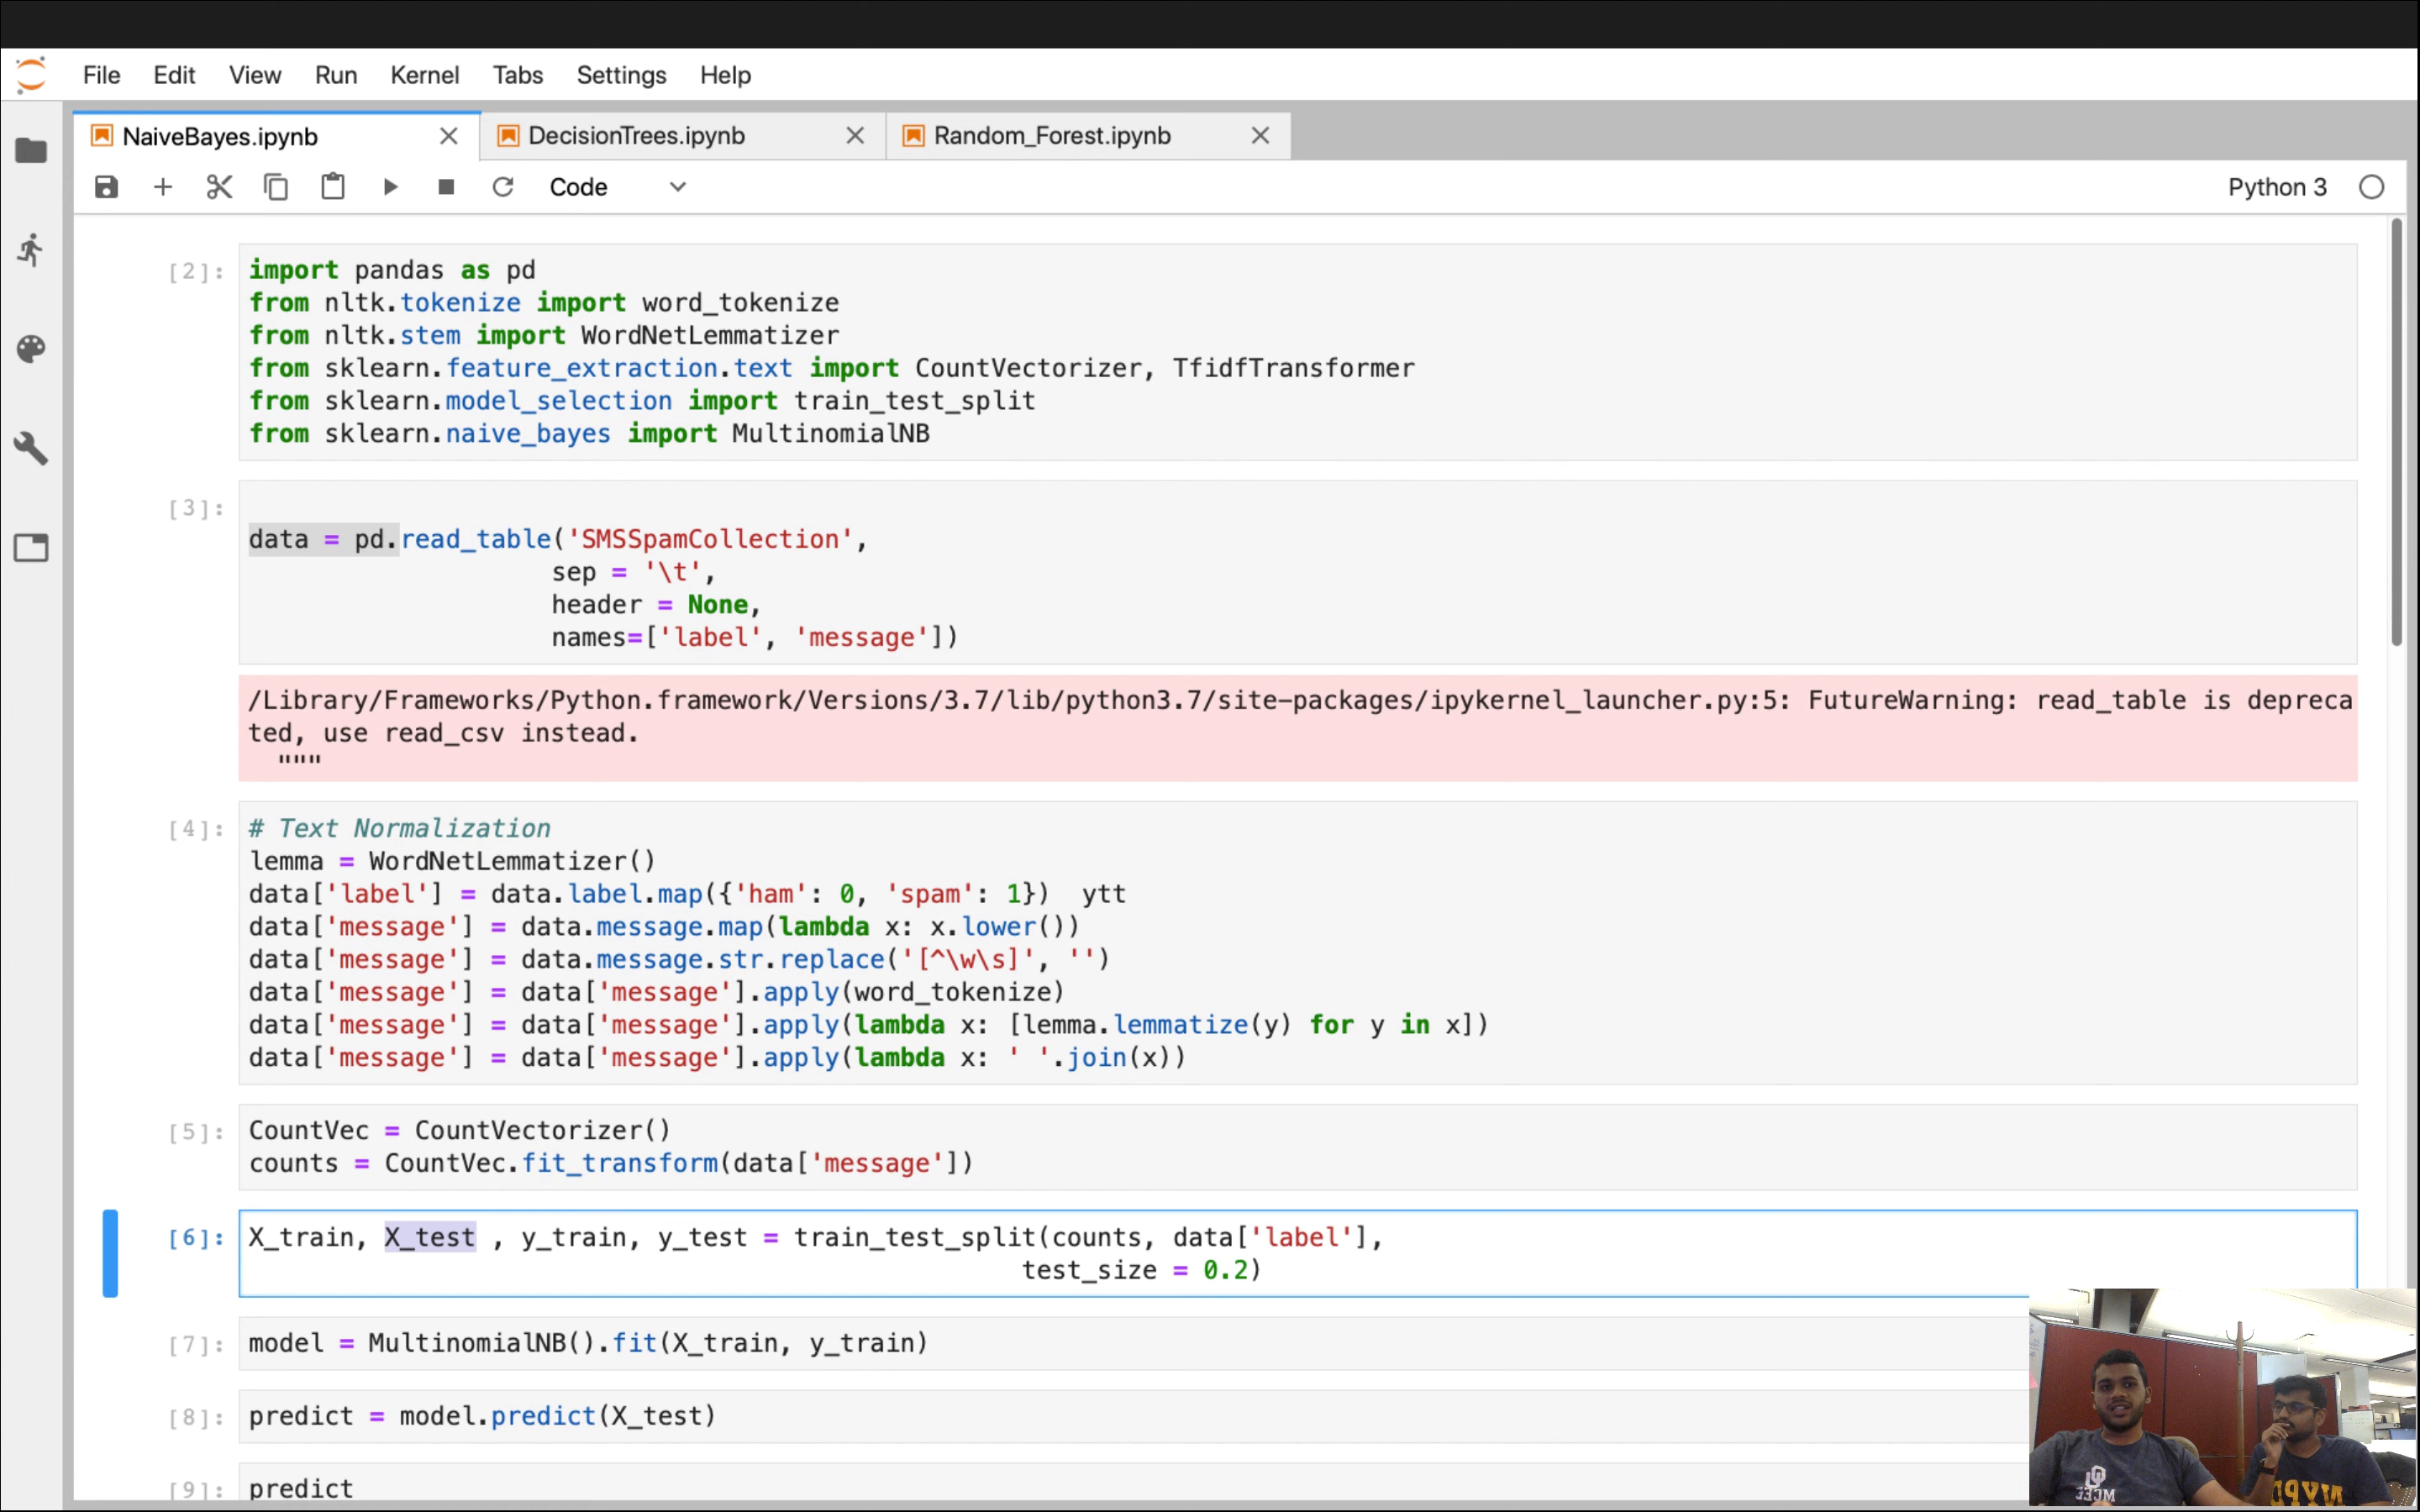 File Edit View Run Kernel Tabs Settings Help
NaiveBayes.ipynb DecisionTrees.ipynb Random_Forest.ipynb
Code Python 3
[2]: import pandas as pd
from nltk.tokenize import word_tokenize
from nltk.stem import WordNetLemmatizer
from sklearn.feature_extraction.text import CountVectorizer, TfidfTransformer
from sklearn.model_selection import train_test_split
from sklearn.naive_bayes import MultinomialNB
[3]:
data = pd.read_table('SMSSpamCollection',
sep = '\t',
header = None,
names=['label', 'message'])
/Library/Frameworks/Python.framework/Versions/3.7/lib/python3.7/site-packages/ipykernel_launcher.py:5: FutureWarning: read_table is depreca
ted, use read_csv instead.
"""
[4]: # Text Normalization
lemma = WordNetLemmatizer()
data['label'] = data.label.map({'ham': 0, 'spam': 1})  ytt
data['message'] = data.message.map(lambda x: x.lower())
data['message'] = data.message.str.replace('[^\w\s]', '')
data['message'] = data['message'].apply(word_tokenize)
data['message'] = data['message'].apply(lambda x: [lemma.lemmatize(y) for y in x])
data['message'] = data['message'].apply(lambda x: ' '.join(x))
[5]: CountVec = CountVectorizer()
counts = CountVec.fit_transform(data['message'])
[6]: X_train, X_test , y_train, y_test = train_test_split(counts, data['label'],
test_size = 0.2)
[7]: model = MultinomialNB().fit(X_train, y_train)
[8]: predict = model.predict(X_test)
[9]: predict